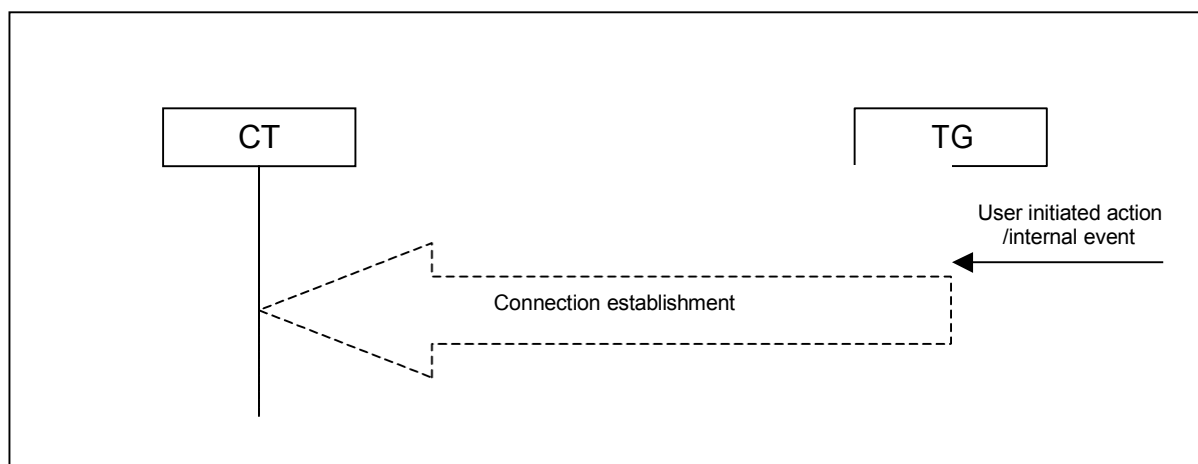 CT
TG
User initiated action
/internal event
Connection establishment